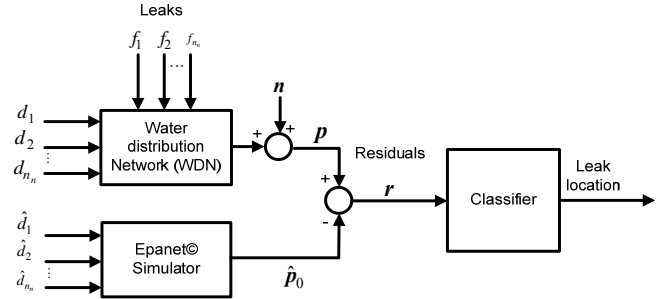 Leaks
f₁ f₂ ... fₙₙ
n
d₁
d₂
⋮
dₙₙ
Water
distribution
Network (WDN)
+ +
p
Residuals
+
-
r
Classifier
Leak
location
d̂₁
d̂₂
⋮
d̂ₙₙ
Epanet©
Simulator
p̂₀